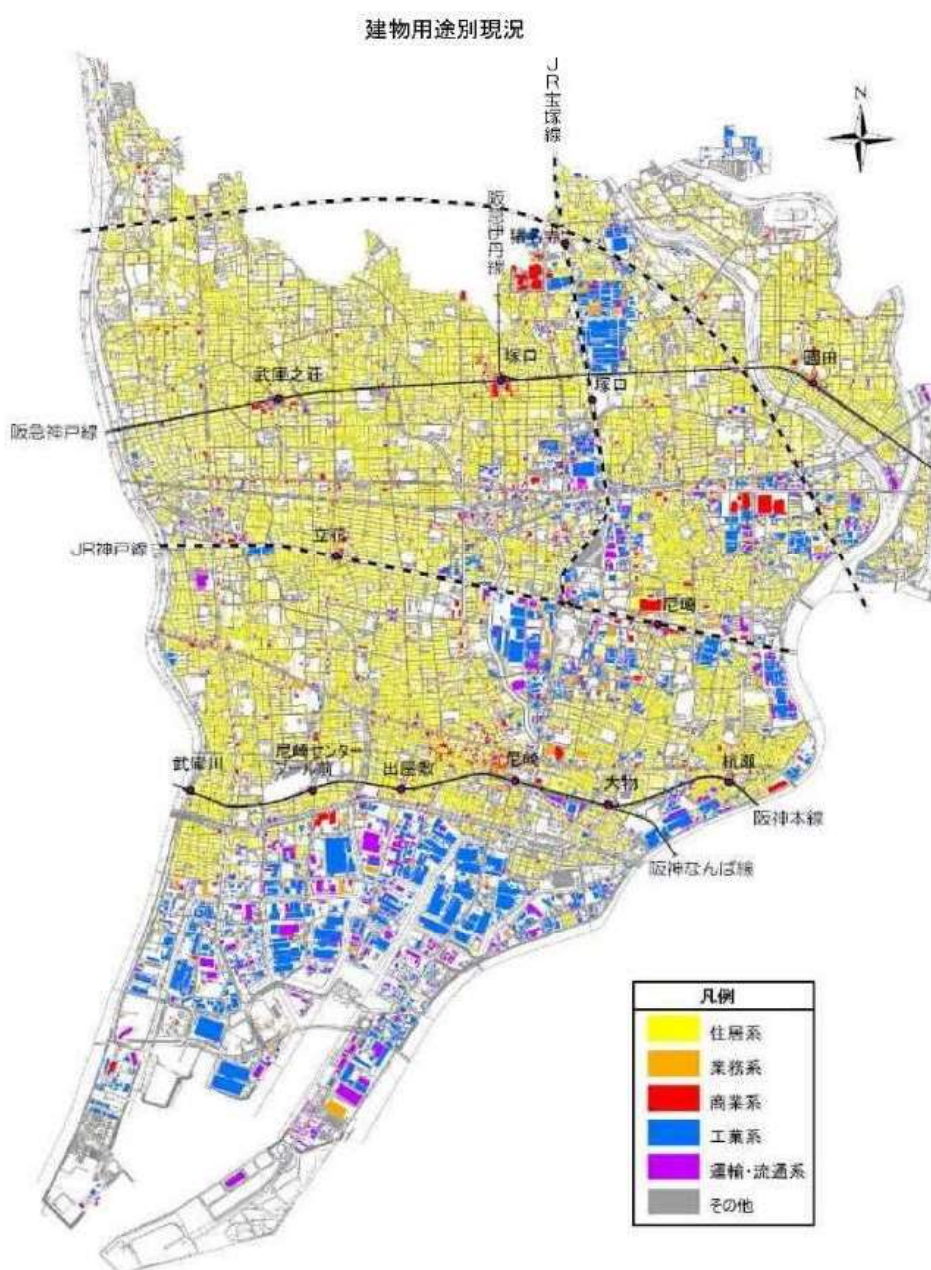 建物用途別現況
JR宝塚線
N
阪急伊丹線
猪名寺
塚口
武庫之荘
塚口
園田
阪急神戸線
立花
JR神戸線
尼崎
武庫川
尼崎センター
プール前
出屋敷
尼崎
大物
杭瀬
阪神本線
阪神なんば線
凡例
住居系
業務系
商業系
工業系
運輸・流通系
その他